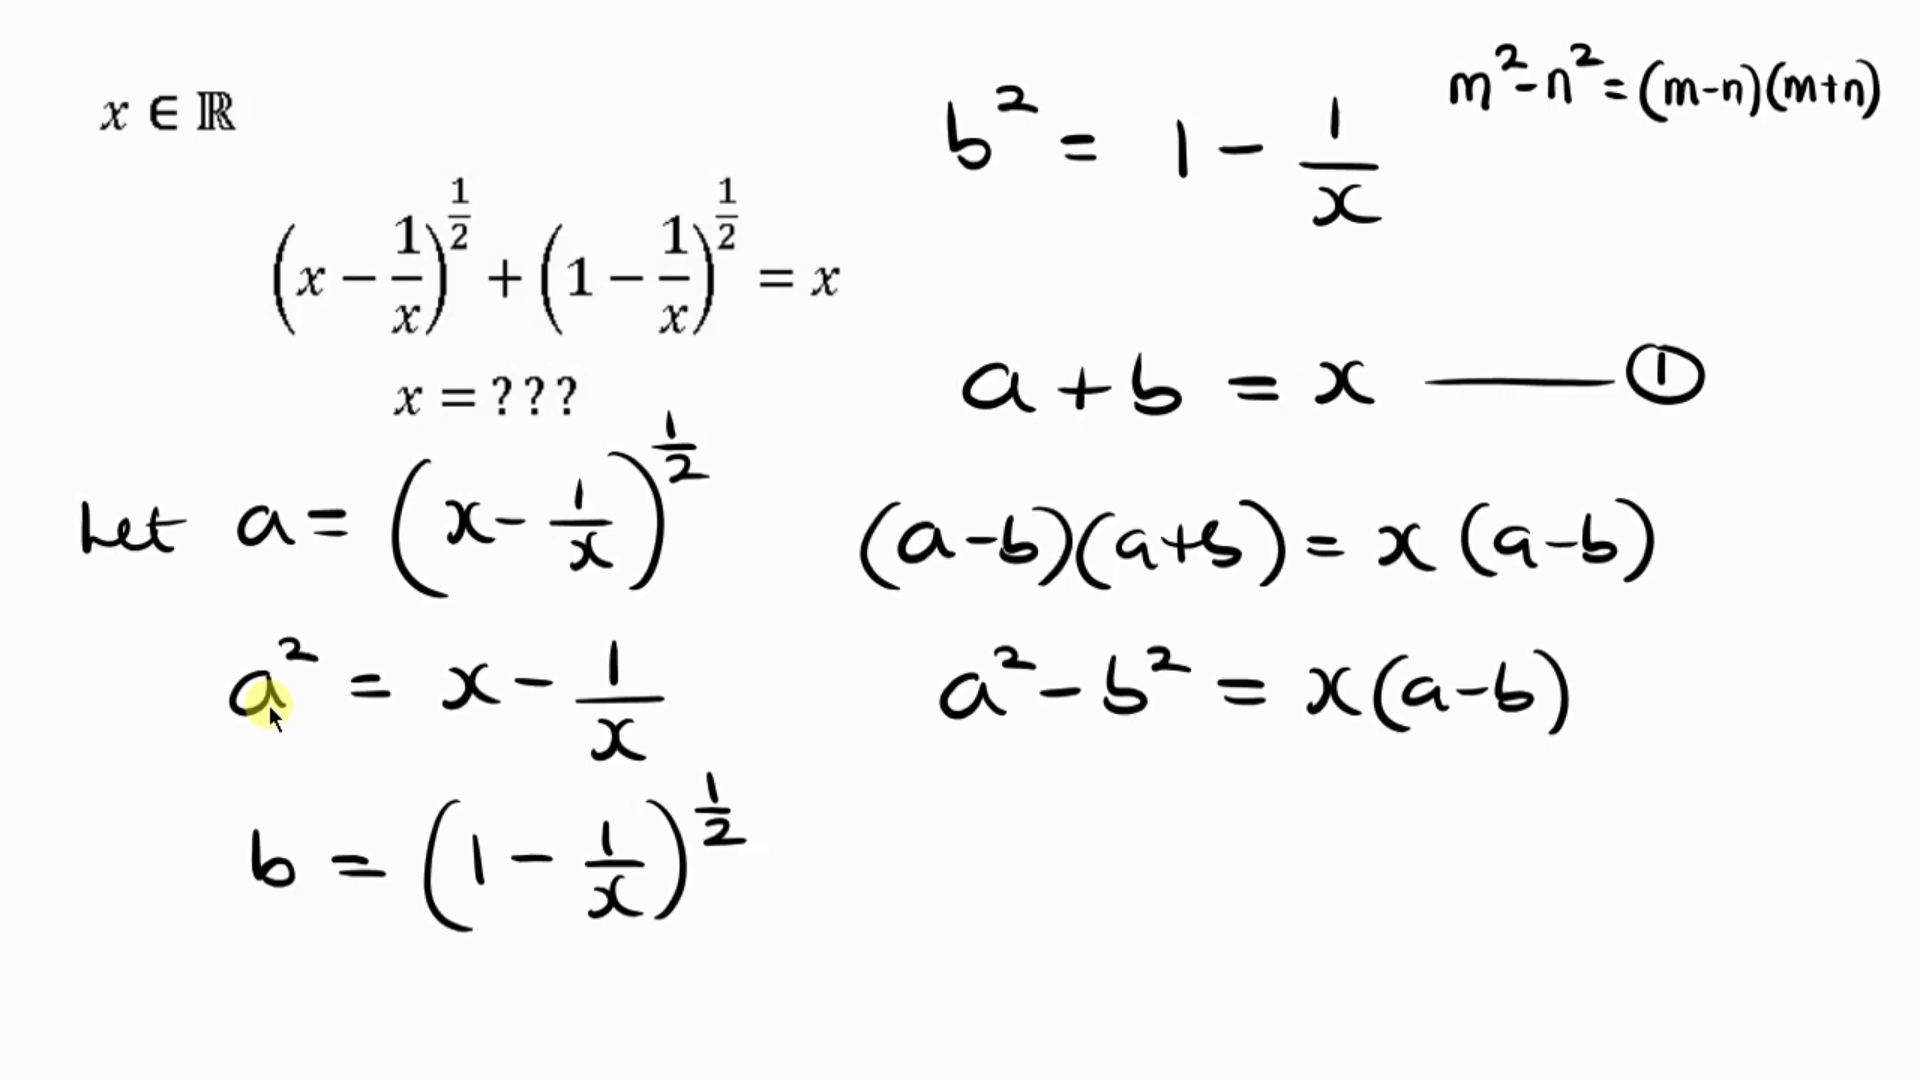 x ∈ ℝ
(x − 1/x)^(1/2) + (1 − 1/x)^(1/2) = x
x = ???
Let a = (x − 1/x)^(1/2)
a² = x − 1/x
b = (1 − 1/x)^(1/2)
m² − n² = (m−n)(m+n)
b² = 1 − 1/x
a + b = x —— ①
(a−b)(a+b) = x(a−b)
a² − b² = x(a−b)